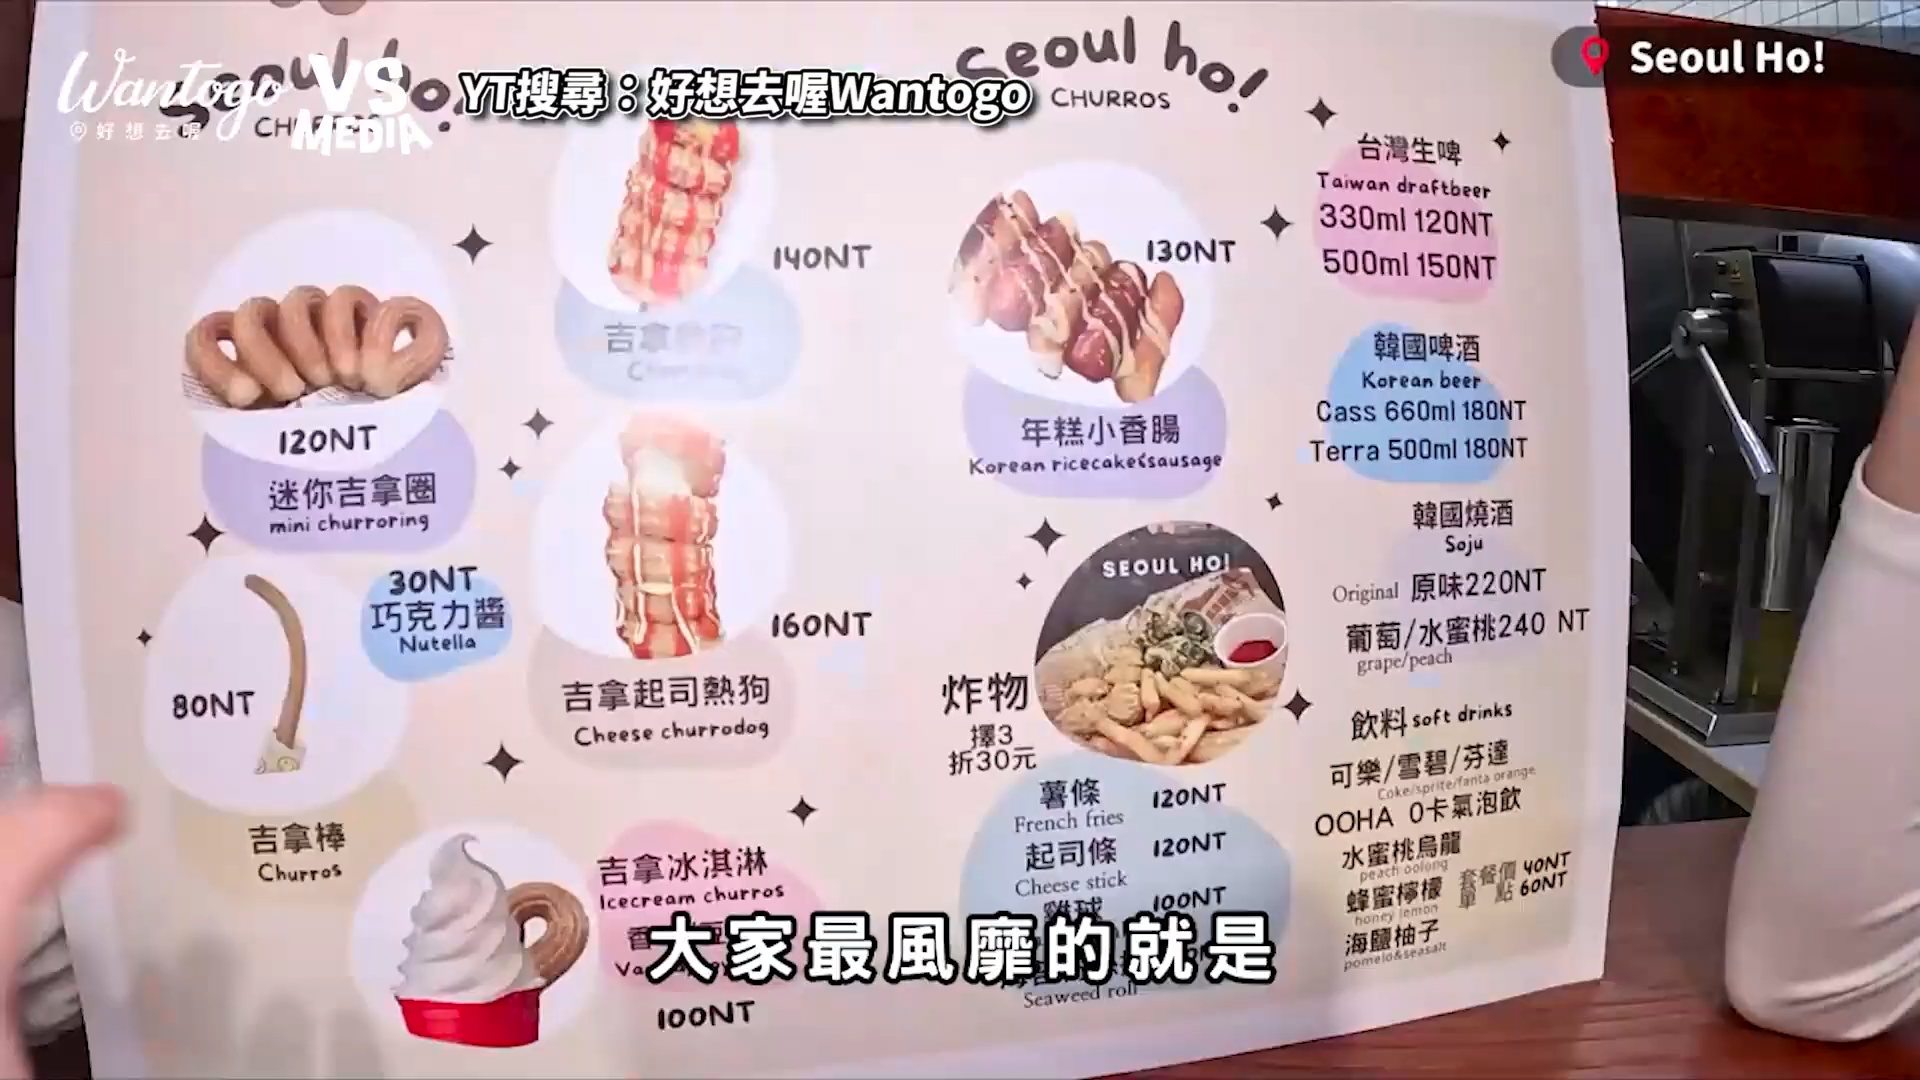 Wantogo
好想去喔
VS
MEDIA
YT搜尋：好想去喔Wantogo
Seoul Ho!
seoul ho!
CHURROS
120NT
迷你吉拿圈
mini churroring
30NT
巧克力醬
Nutella
80NT
吉拿棒
Churros
140NT
160NT
吉拿起司熱狗
Cheese churrodog
吉拿冰淇淋
Icecream churros
100NT
130NT
年糕小香腸
Korean ricecake&sausage
SEOUL HO!
炸物
擇3
折30元
薯條 120NT
French fries
起司條 120NT
Cheese stick
雞球 100NT
Seaweed roll
台灣生啤
Taiwan draftbeer
330ml 120NT
500ml 150NT
韓國啤酒
Korean beer
Cass 660ml 180NT
Terra 500ml 180NT
韓國燒酒
Soju
Original 原味220NT
葡萄/水蜜桃240 NT
grape/peach
飲料 soft drinks
可樂/雪碧/芬達
Coke/sprite/fanta orange
OOHA 0卡氣泡飲
水蜜桃烏龍
peach oolong
蜂蜜檸檬
honey lemon
套餐價 40NT
單點 60NT
海鹽柚子
pomelo&seasalt
大家最風靡的就是